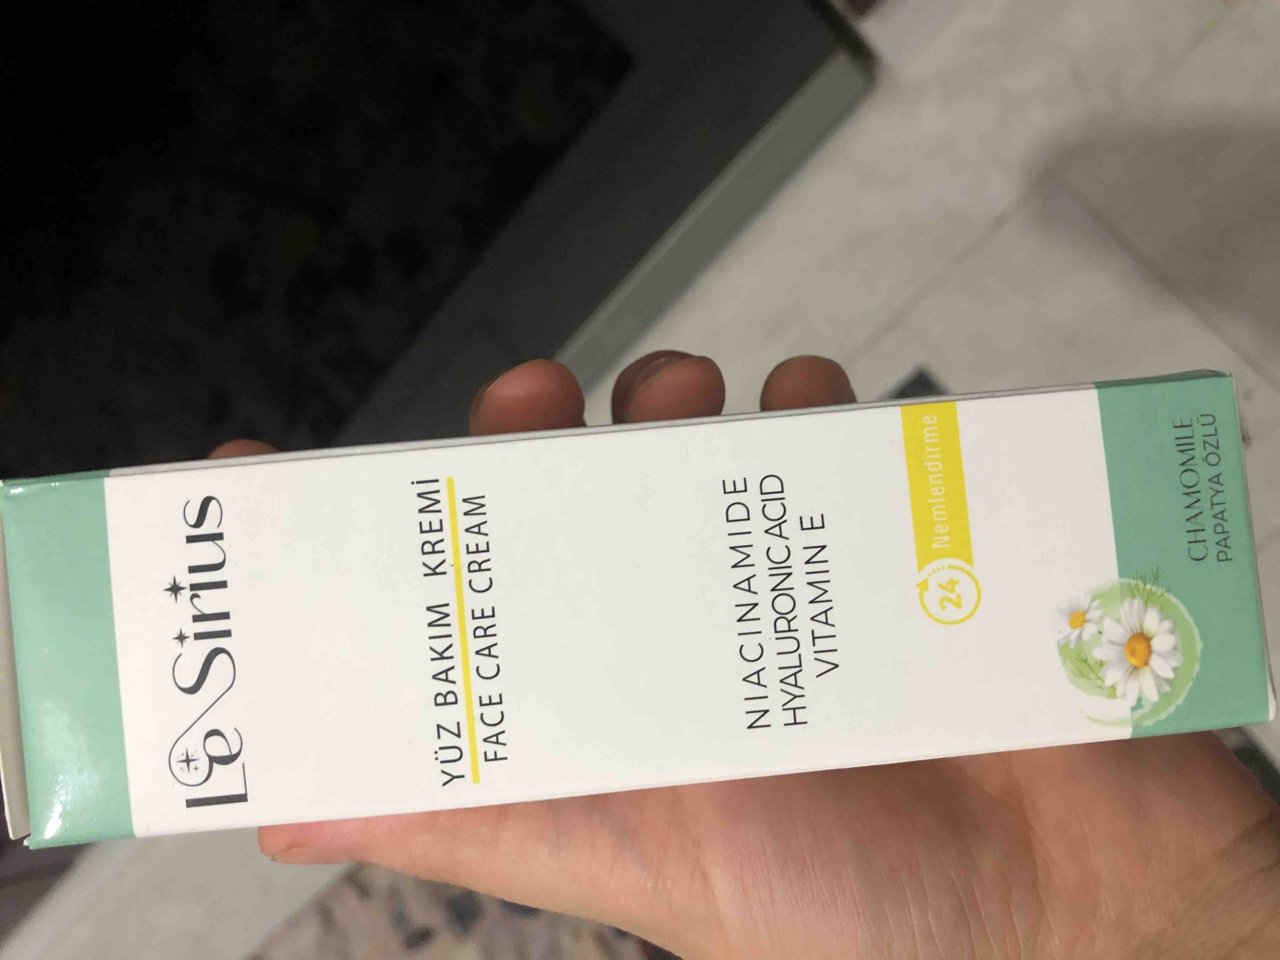 Le Sirius
YÜZ BAKIM KREMİ
FACE CARE CREAM
NIACINAMIDE
HYALURONIC ACID
VITAMIN E
24 Nemlendirme
CHAMOMILE
PAPATYA ÖZLÜ